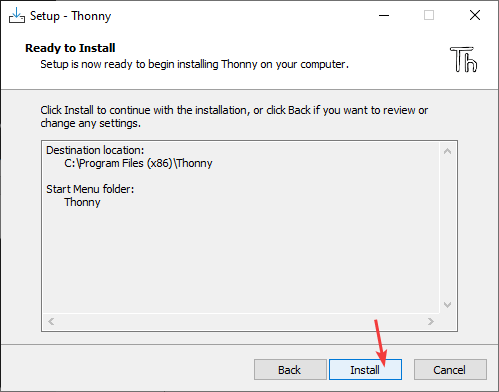 Setup - Thonny
Ready to Install
Setup is now ready to begin installing Thonny on your computer.
Th
Click Install to continue with the installation, or click Back if you want to review or
change any settings.
Destination location:
C:\Program Files (x86)\Thonny
Start Menu folder:
Thonny
Back
Install
Cancel